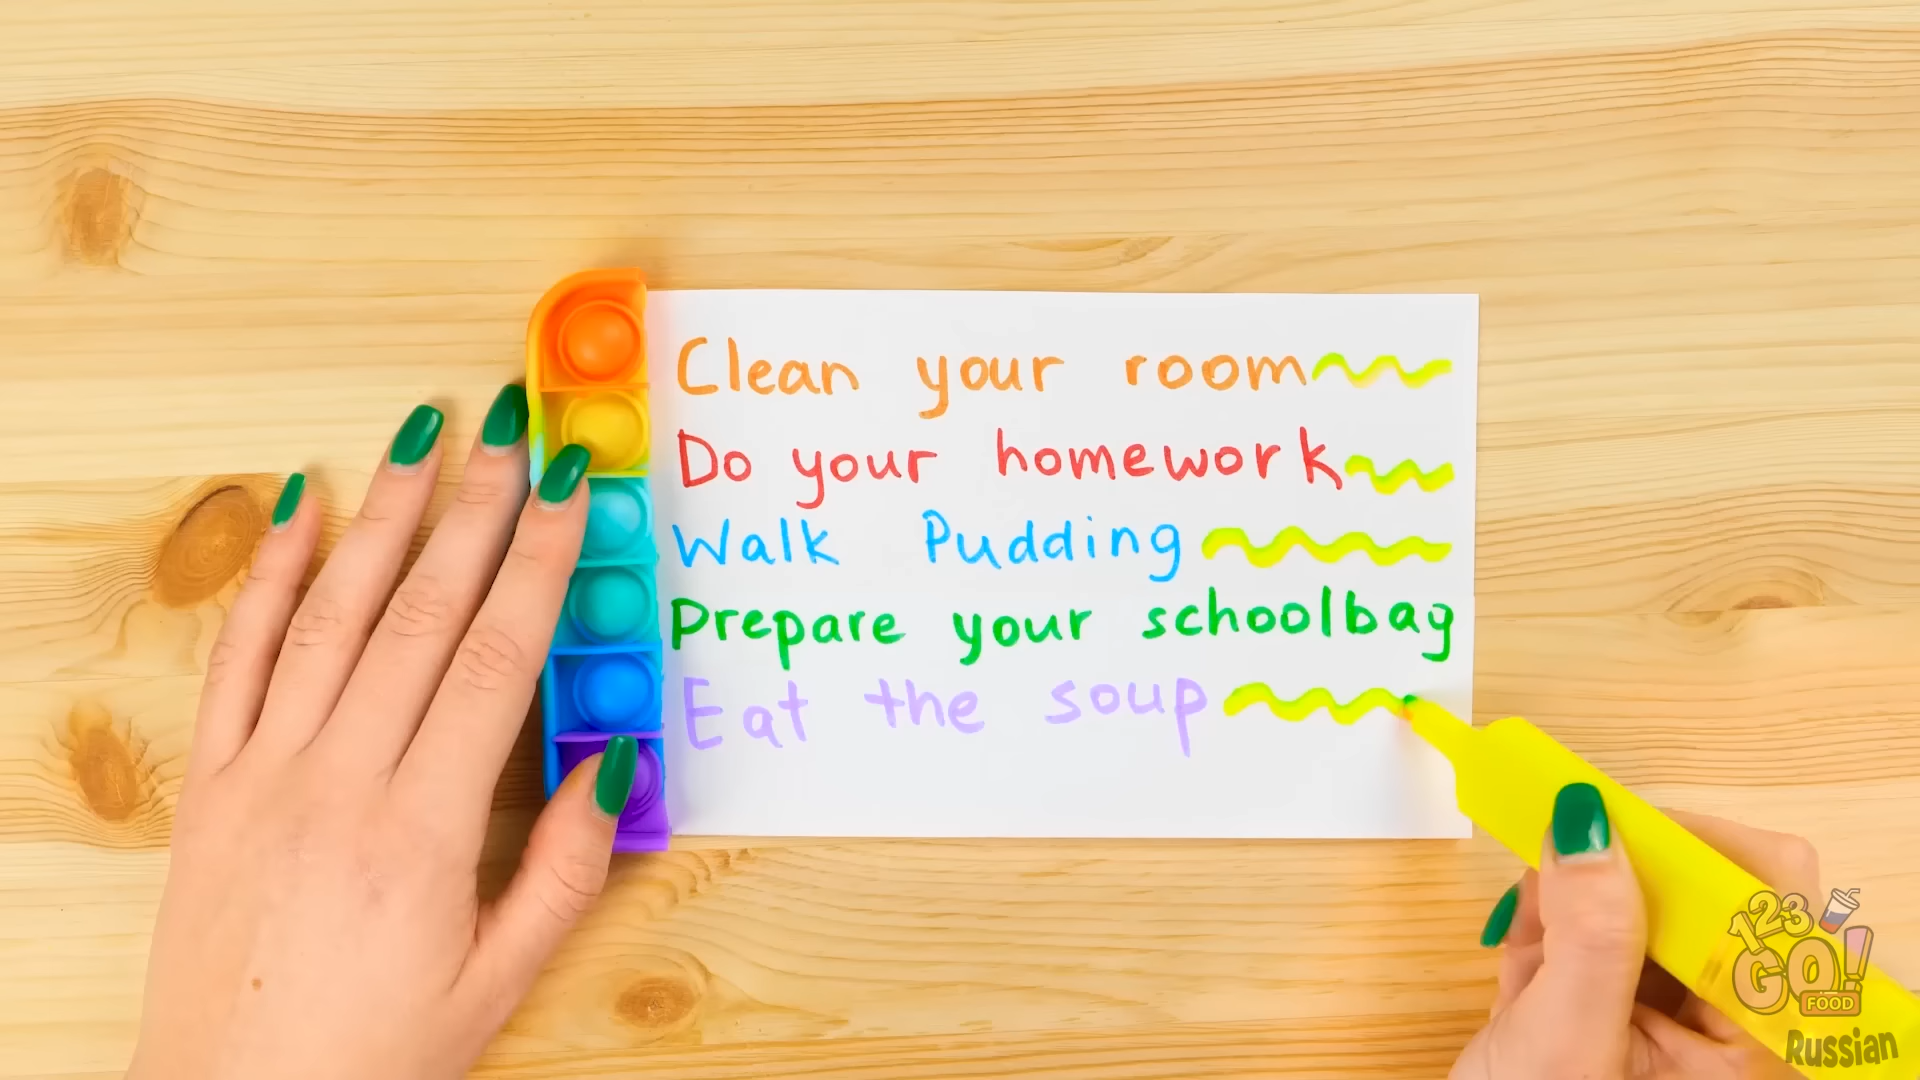 Clean your room
Do your homework
Walk Pudding
Prepare your schoolbag
Eat the soup
123
GO!
FOOD
Russian